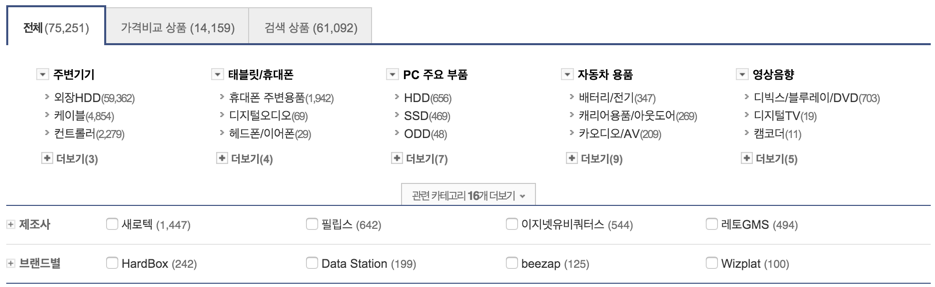 전체(75,251) 가격비교 상품 (14,159) 검색 상품 (61,092)
주변기기 태블릿/휴대폰 PC 주요 부품 자동차 용품 영상음향
외장HDD(59,362) 휴대폰 주변용품(1,942) HDD(656) 배터리/전기(347) 디빅스/블루레이/DVD(703)
케이블(4,854) 디지털오디오(69) SSD(469) 캐리어용품/아웃도어(269) 디지털TV(19)
컨트롤러(2,279) 헤드폰/이어폰(29) ODD(48) 카오디오/AV(209) 캠코더(11)
더보기(3) 더보기(4) 더보기(7) 더보기(9) 더보기(5)
관련 카테고리 16개 더보기
제조사 새로텍 (1,447) 필립스 (642) 이지넷유비쿼터스 (544) 레토GMS (494)
브랜드별 HardBox (242) Data Station (199) beezap (125) Wizplat (100)